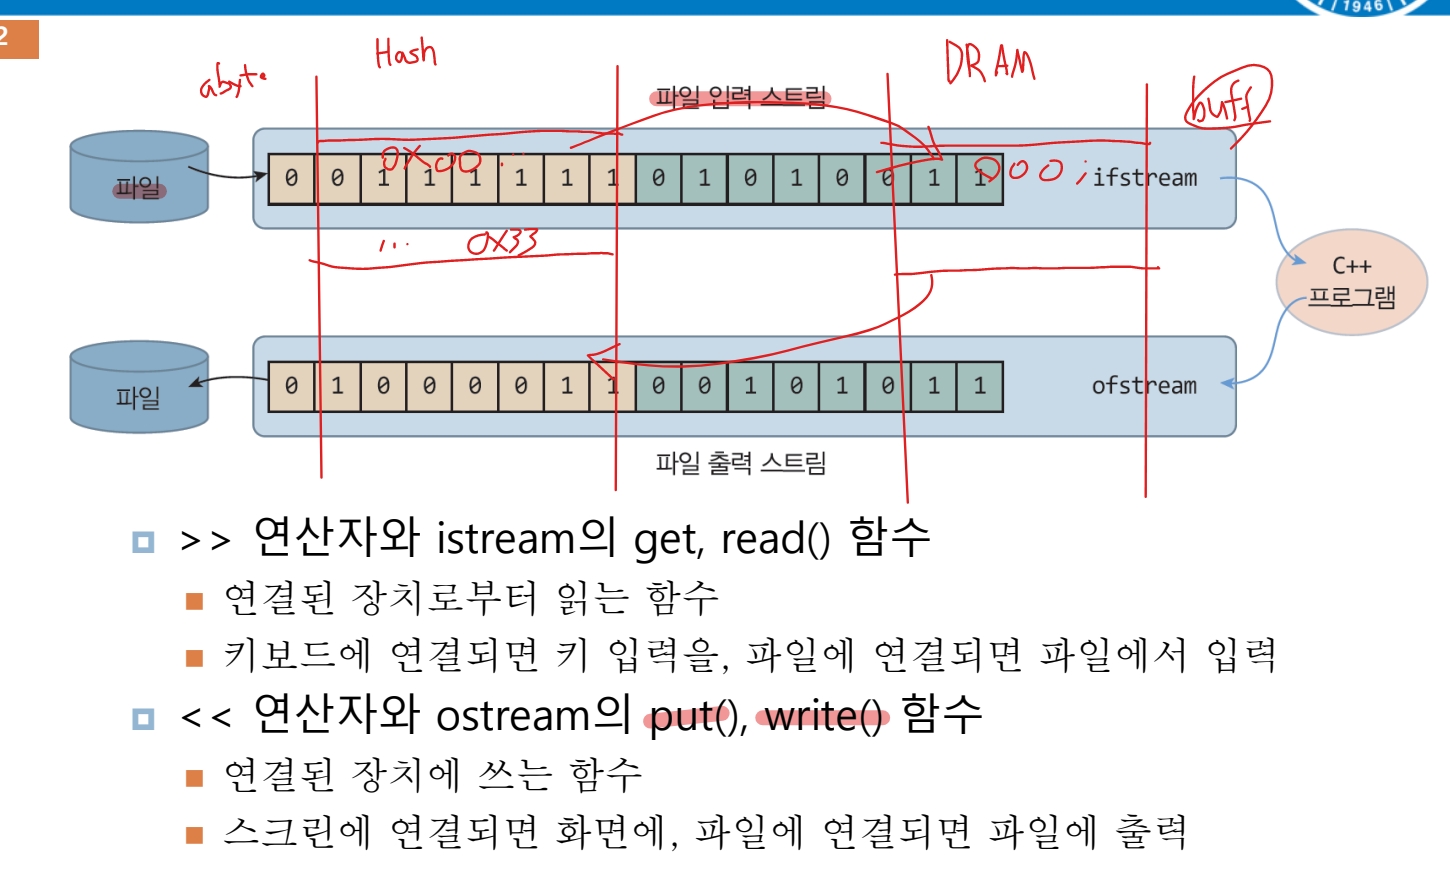 1946
2
Hash
DRAM
buff
파일 입력 스트림
파일
0 0 1 1 1 1 1 1 0 1 0 1 0 0 1 1
ifstream
0x00 ...
000;
... 0x33
C++
프로그램
파일
0 1 0 0 0 0 1 1 0 0 1 0 1 0 1 1
ofstream
파일 출력 스트림
>> 연산자와 istream의 get, read() 함수
연결된 장치로부터 읽는 함수
키보드에 연결되면 키 입력을, 파일에 연결되면 파일에서 입력
<< 연산자와 ostream의 put(), write() 함수
연결된 장치에 쓰는 함수
스크린에 연결되면 화면에, 파일에 연결되면 파일에 출력